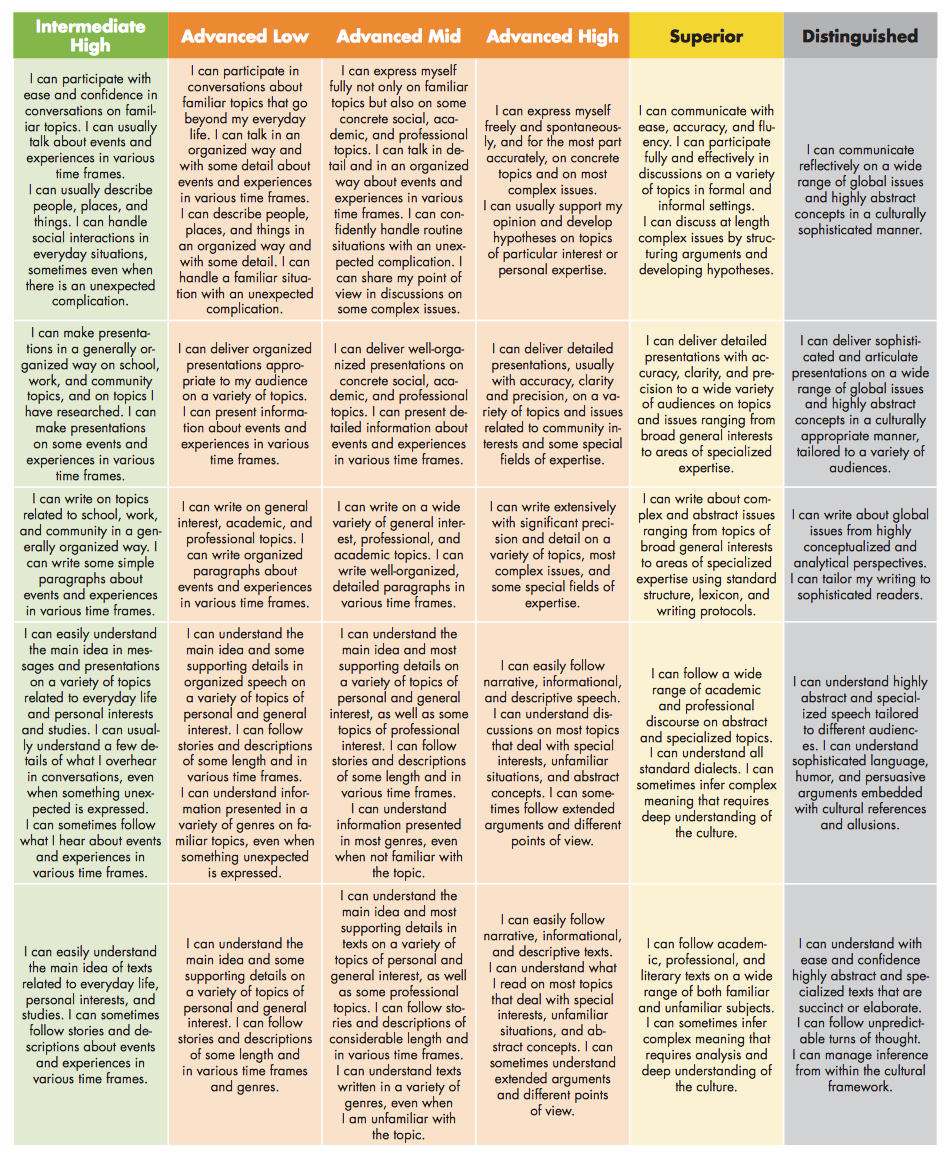 Intermediate
High
Advanced Low
Advanced Mid
Advanced High
Superior
Distinguished
I can participate with
ease and confidence in
conversations on famil-
iar topics. I can usually
talk about events and
experiences in various
time frames.
I can usually describe
people, places, and
things. I can handle
social interactions in
everyday situations,
sometimes even when
there is an unexpected
complication.
I can participate in
conversations about
familiar topics that go
beyond my everyday
life. I can talk in an
organized way and
with some detail about
events and experiences
in various time frames.
I can describe people,
places, and things in
an organized way and
with some detail. I can
handle a familiar situa-
tion with an unexpected
complication.
I can express myself
fully not only on familiar
topics but also on some
concrete social, aca-
demic, and professional
topics. I can talk in de-
tail and in an organized
way about events and
experiences in various
time frames. I can con-
fidently handle routine
situations with an unex-
pected complication. I
can share my point of
view in discussions on
some complex issues.
I can express myself
freely and spontaneous-
ly, and for the most part
accurately, on concrete
topics and on most
complex issues.
I can usually support my
opinion and develop
hypotheses on topics
of particular interest or
personal expertise.
I can communicate with
ease, accuracy, and flu-
ency. I can participate
fully and effectively in
discussions on a variety
of topics in formal and
informal settings.
I can discuss at length
complex issues by struc-
turing arguments and
developing hypotheses.
I can communicate
reflectively on a wide
range of global issues
and highly abstract
concepts in a culturally
sophisticated manner.
I can make presenta-
tions in a generally or-
ganized way on school,
work, and community
topics, and on topics I
have researched. I can
make presentations
on some events and
experiences in various
time frames.
I can deliver organized
presentations appro-
priate to my audience
on a variety of topics.
I can present informa-
tion about events and
experiences in various
time frames.
I can deliver well-orga-
nized presentations on
concrete social, aca-
demic, and professional
topics. I can present de-
tailed information about
events and experiences
in various time frames.
I can deliver detailed
presentations, usually
with accuracy, clarity
and precision, on a va-
riety of topics and issues
related to community in-
terests and some special
fields of expertise.
I can deliver detailed
presentations with ac-
curacy, clarity, and pre-
cision to a wide variety
of audiences on topics
and issues ranging from
broad general interests
to areas of specialized
expertise.
I can deliver sophisti-
cated and articulate
presentations on a wide
range of global issues
and highly abstract
concepts in a culturally
appropriate manner,
tailored to a variety of
audiences.
I can write on topics
related to school, work,
and community in a gen-
erally organized way. I
can write some simple
paragraphs about
events and experiences
in various time frames.
I can write on general
interest, academic, and
professional topics. I
can write organized
paragraphs about
events and experiences
in various time frames.
I can write on a wide
variety of general inter-
est, professional, and
academic topics. I can
write well-organized,
detailed paragraphs in
various time frames.
I can write extensively
with significant preci-
sion and detail on a
variety of topics, most
complex issues, and
some special fields of
expertise.
I can write about com-
plex and abstract issues
ranging from topics of
broad general interests
to areas of specialized
expertise using standard
structure, lexicon, and
writing protocols.
I can write about global
issues from highly
conceptualized and
analytical perspectives.
I can tailor my writing to
sophisticated readers.
I can easily understand
the main idea in mes-
sages and presentations
on a variety of topics
related to everyday life
and personal interests
and studies. I can usual-
ly understand a few de-
tails of what I overhear
in conversations, even
when something unex-
pected is expressed.
I can sometimes follow
what I hear about events
and experiences in
various time frames.
I can understand the
main idea and some
supporting details in
organized speech on
a variety of topics of
personal and general
interest. I can follow
stories and descriptions
of some length and in
various time frames.
I can understand infor-
mation presented in a
variety of genres on fa-
miliar topics, even when
something unexpected
is expressed.
I can understand the
main idea and most
supporting details on
a variety of topics of
personal and general
interest, as well as some
topics of professional
interest. I can follow
stories and descriptions
of some length and in
various time frames.
I can understand
information presented
in most genres, even
when not familiar with
the topic.
I can easily follow
narrative, informational,
and descriptive speech.
I can understand dis-
cussions on most topics
that deal with special
interests, unfamiliar
situations, and abstract
concepts. I can some-
times follow extended
arguments and different
points of view.
I can follow a wide
range of academic
and professional
discourse on abstract
and specialized topics.
I can understand all
standard dialects. I can
sometimes infer complex
meaning that requires
deep understanding of
the culture.
I can understand highly
abstract and special-
ized speech tailored
to different audienc-
es. I can understand
sophisticated language,
humor, and persuasive
arguments embedded
with cultural references
and allusions.
I can easily understand
the main idea of texts
related to everyday life,
personal interests, and
studies. I can sometimes
follow stories and de-
scriptions about events
and experiences in
various time frames.
I can understand the
main idea and some
supporting details on
a variety of topics of
personal and general
interest. I can follow
stories and descriptions
of some length and
in various time frames
and genres.
I can understand the
main idea and most
supporting details in
texts on a variety of
topics of personal and
general interest, as well
as some professional
topics. I can follow sto-
ries and descriptions of
considerable length and
in various time frames.
I can understand texts
written in a variety of
genres, even when
I am unfamiliar with
the topic.
I can easily follow
narrative, informational,
and descriptive texts.
I can understand what
I read on most topics
that deal with special
interests, unfamiliar
situations, and ab-
stract concepts. I can
sometimes understand
extended arguments
and different points
of view.
I can follow academ-
ic, professional, and
literary texts on a wide
range of both familiar
and unfamiliar subjects.
I can sometimes infer
complex meaning that
requires analysis and
deep understanding of
the culture.
I can understand with
ease and confidence
highly abstract and spe-
cialized texts that are
succinct or elaborate.
I can follow unpredict-
able turns of thought.
I can manage inference
from within the cultural
framework.